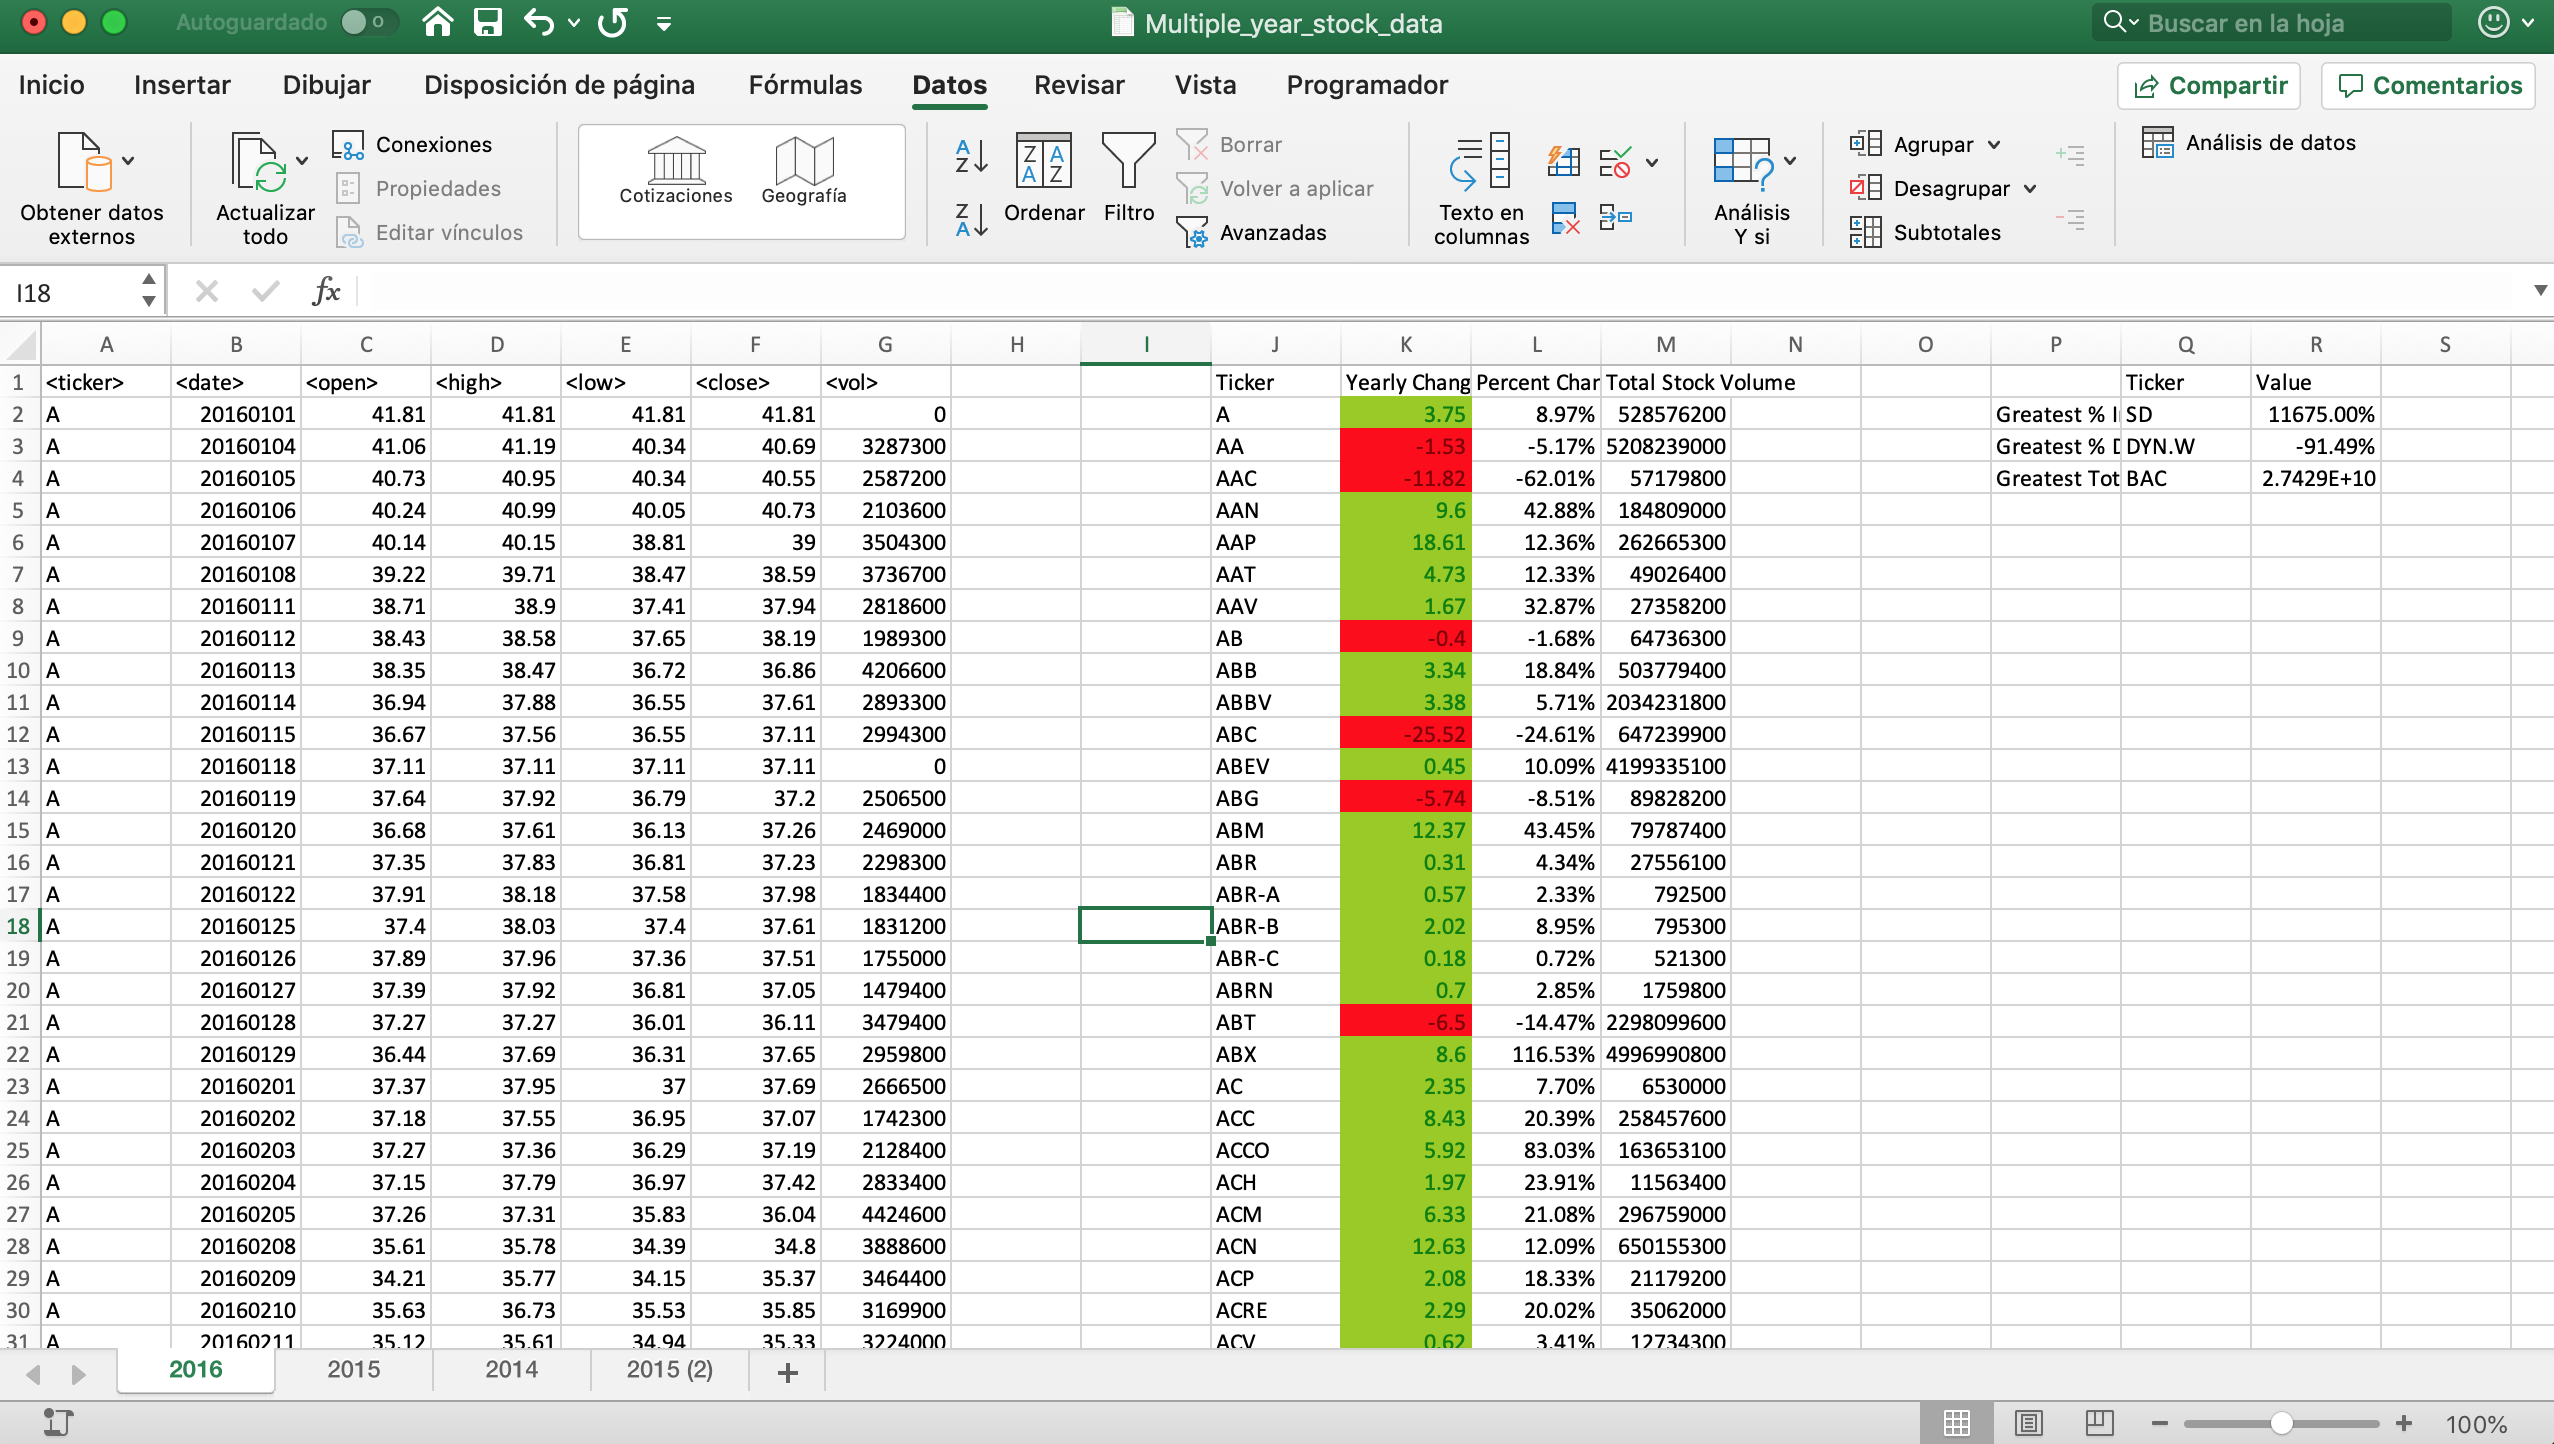 Autoguardado
Multiple_year_stock_data
Buscar en la hoja
Inicio Insertar Dibujar Disposición de página Fórmulas Datos Revisar Vista Programador Compartir Comentarios
Obtener datos externos
Actualizar todo
Conexiones
Propiedades
Editar vínculos
Cotizaciones Geografía
Ordenar Filtro
Borrar
Volver a aplicar
Avanzadas
Texto en columnas
Análisis Y si
Agrupar
Desagrupar
Subtotales
Análisis de datos
I18 fx
A B C D E F G H I J K L M N O P Q R S
1 <ticker> <date> <open> <high> <low> <close> <vol> Ticker Yearly Chang Percent Char Total Stock Volume Ticker Value
2 A 20160101 41.81 41.81 41.81 41.81 0 A 3.75 8.97% 528576200 Greatest % I SD 11675.00%
3 A 20160104 41.06 41.19 40.34 40.69 3287300 AA -1.53 -5.17% 5208239000 Greatest % D DYN.W -91.49%
4 A 20160105 40.73 40.95 40.34 40.55 2587200 AAC -11.82 -62.01% 57179800 Greatest Tot BAC 2.7429E+10
5 A 20160106 40.24 40.99 40.05 40.73 2103600 AAN 9.6 42.88% 184809000
6 A 20160107 40.14 40.15 38.81 39 3504300 AAP 18.61 12.36% 262665300
7 A 20160108 39.22 39.71 38.47 38.59 3736700 AAT 4.73 12.33% 49026400
8 A 20160111 38.71 38.9 37.41 37.94 2818600 AAV 1.67 32.87% 27358200
9 A 20160112 38.43 38.58 37.65 38.19 1989300 AB -0.4 -1.68% 64736300
10 A 20160113 38.35 38.47 36.72 36.86 4206600 ABB 3.34 18.84% 503779400
11 A 20160114 36.94 37.88 36.55 37.61 2893300 ABBV 3.38 5.71% 2034231800
12 A 20160115 36.67 37.56 36.55 37.11 2994300 ABC -25.52 -24.61% 647239900
13 A 20160118 37.11 37.11 37.11 37.11 0 ABEV 0.45 10.09% 4199335100
14 A 20160119 37.64 37.92 36.79 37.2 2506500 ABG -5.74 -8.51% 89828200
15 A 20160120 36.68 37.61 36.13 37.26 2469000 ABM 12.37 43.45% 79787400
16 A 20160121 37.35 37.83 36.81 37.23 2298300 ABR 0.31 4.34% 27556100
17 A 20160122 37.91 38.18 37.58 37.98 1834400 ABR-A 0.57 2.33% 792500
18 A 20160125 37.4 38.03 37.4 37.61 1831200 ABR-B 2.02 8.95% 795300
19 A 20160126 37.89 37.96 37.36 37.51 1755000 ABR-C 0.18 0.72% 521300
20 A 20160127 37.39 37.92 36.81 37.05 1479400 ABRN 0.7 2.85% 1759800
21 A 20160128 37.27 37.27 36.01 36.11 3479400 ABT -6.5 -14.47% 2298099600
22 A 20160129 36.44 37.69 36.31 37.65 2959800 ABX 8.6 116.53% 4996990800
23 A 20160201 37.37 37.95 37 37.69 2666500 AC 2.35 7.70% 6530000
24 A 20160202 37.18 37.55 36.95 37.07 1742300 ACC 8.43 20.39% 258457600
25 A 20160203 37.27 37.36 36.29 37.19 2128400 ACCO 5.92 83.03% 163653100
26 A 20160204 37.15 37.79 36.97 37.42 2833400 ACH 1.97 23.91% 11563400
27 A 20160205 37.26 37.31 35.83 36.04 4424600 ACM 6.33 21.08% 296759000
28 A 20160208 35.61 35.78 34.39 34.8 3888600 ACN 12.63 12.09% 650155300
29 A 20160209 34.21 35.77 34.15 35.37 3464400 ACP 2.08 18.33% 21179200
30 A 20160210 35.63 36.73 35.53 35.85 3169900 ACRE 2.29 20.02% 35062000
31 A 20160211 35.12 35.61 34.94 35.33 3224000 ACV 0.62 3.41% 12734300
2016 2015 2014 2015 (2)
100%